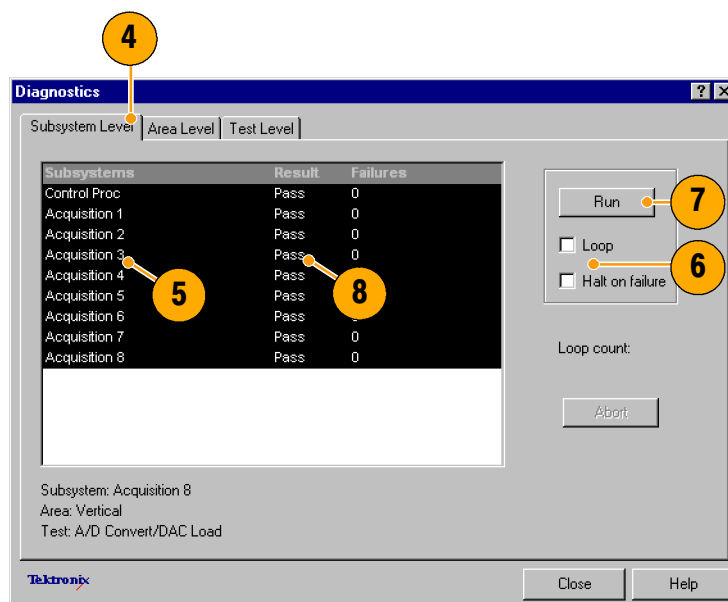 4
Diagnostics
Subsystem Level Area Level Test Level
Subsystems Result Failures
Control Proc Pass 0
Acquisition 1 Pass 0
Acquisition 2 Pass 0
Acquisition 3 Pass 0
Acquisition 4 Pass
Acquisition 5 Pass
Acquisition 6 Pass
Acquisition 7 Pass 0
Acquisition 8 Pass 0
5
8
Run
7
Loop
6
Halt on failure
Loop count:
Abort
Subsystem: Acquisition 8
Area: Vertical
Test: A/D Convert/DAC Load
Tektronix
Close
Help